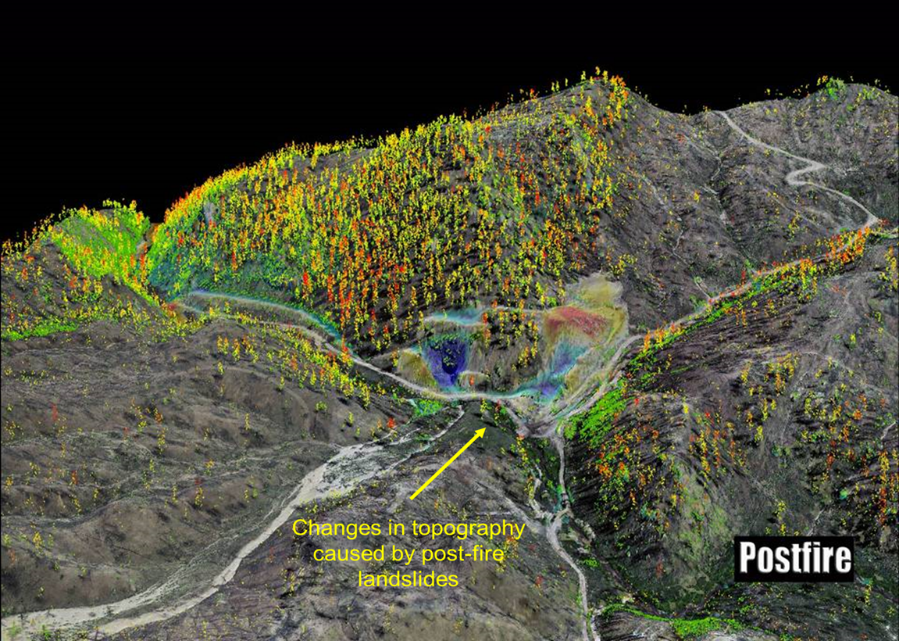 Changes in topography
caused by post-fire
landslides
Postfire